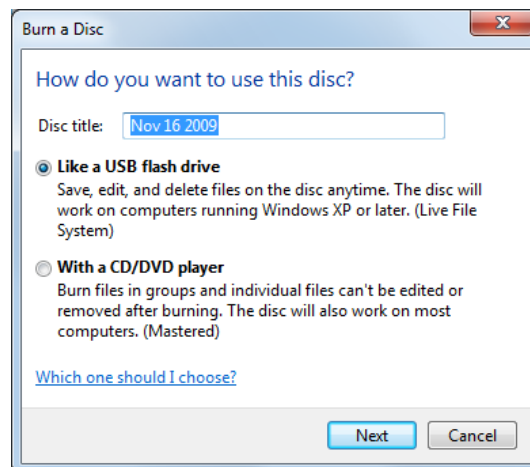 Burn a Disc
How do you want to use this disc?
Disc title: Nov 16 2009
Like a USB flash drive
Save, edit, and delete files on the disc anytime. The disc will
work on computers running Windows XP or later. (Live File
System)
With a CD/DVD player
Burn files in groups and individual files can't be edited or
removed after burning. The disc will also work on most
computers. (Mastered)
Which one should I choose?
Next Cancel